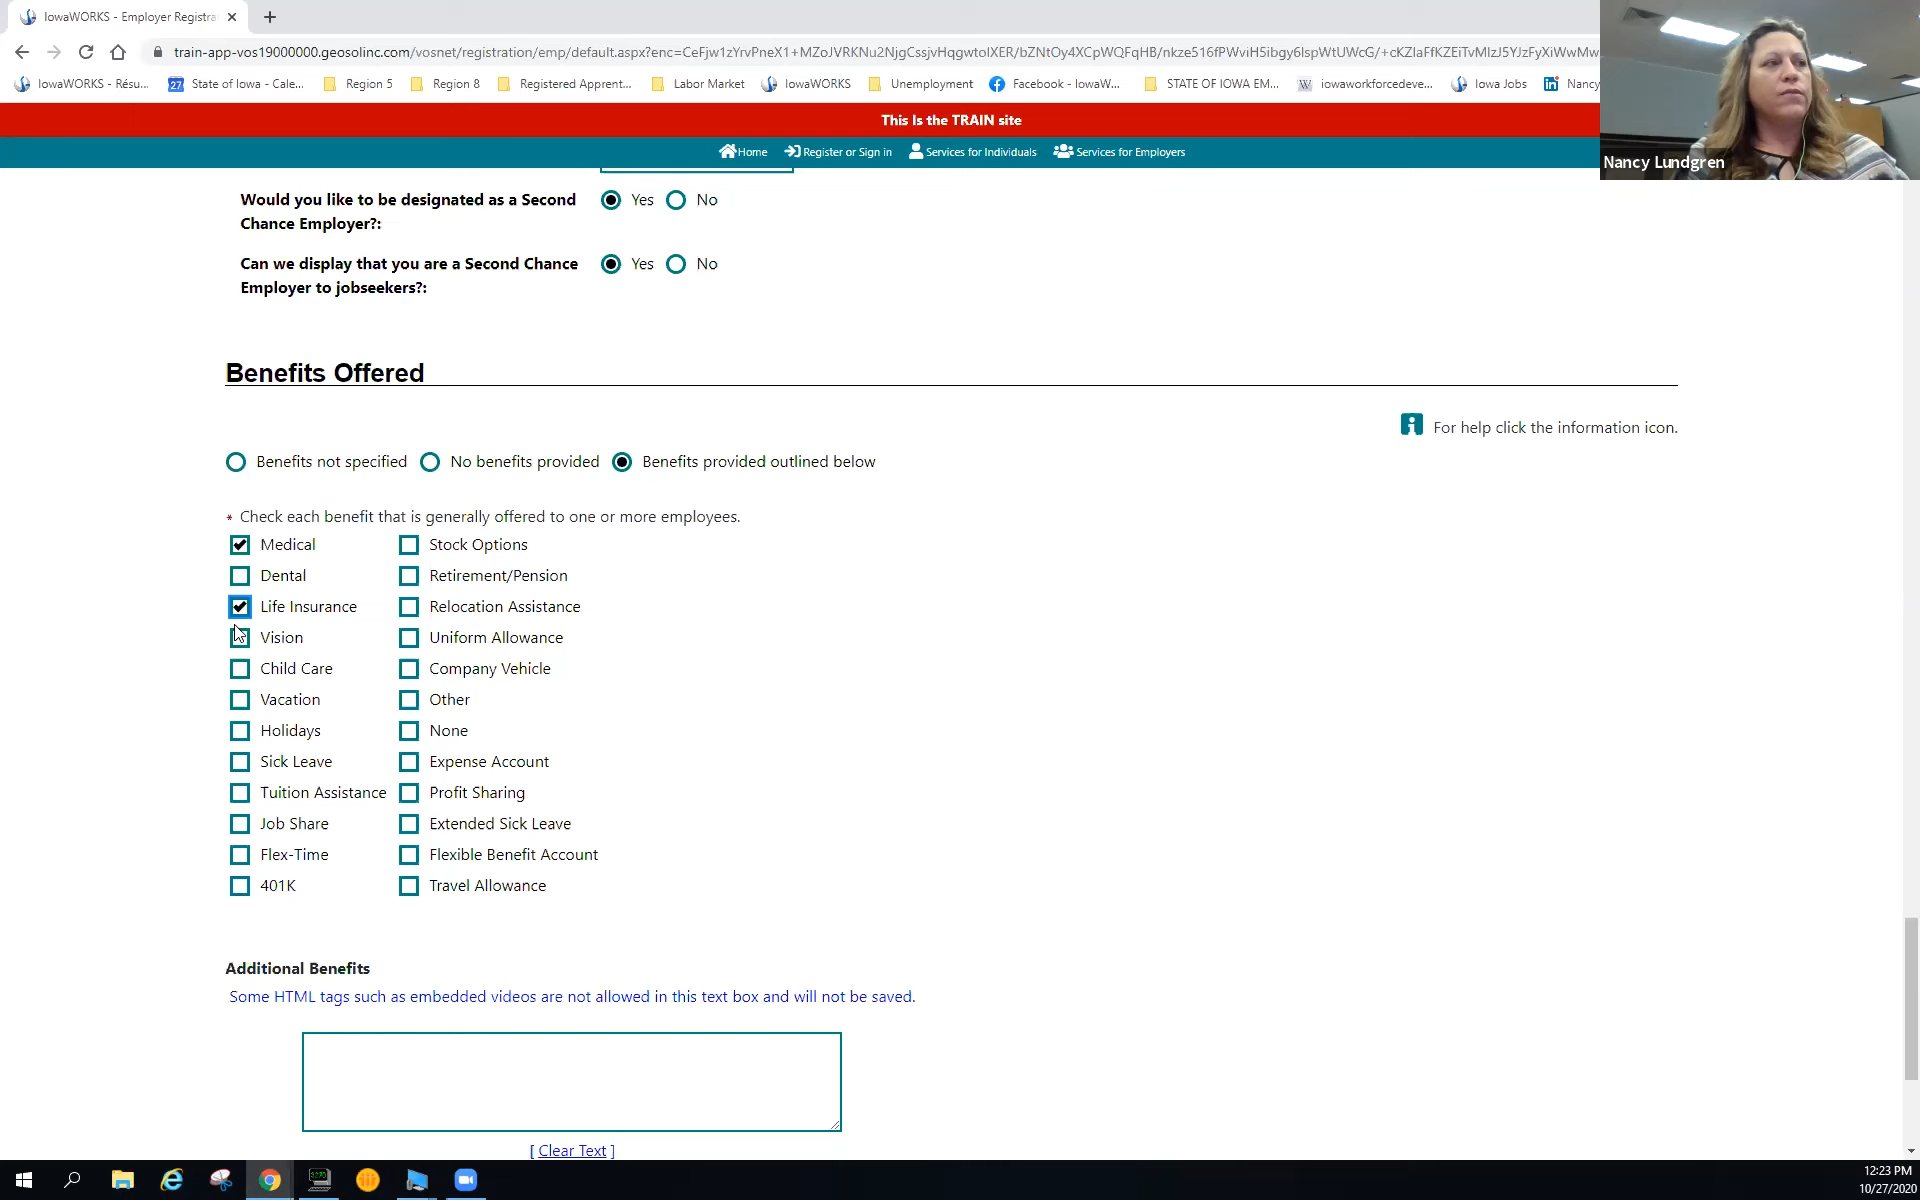 IowaWORKS - Employer Registra
train-app-vos19000000.geosolinc.com/vosnet/registration/emp/default.aspx?enc=CeFjw1zYrvPneX1+MZoJVRKNu2NjgCssjvHqgwtolXER/bZNtOy4XCpWQFqHB/nkze516fPWviH5ibgy6lspWtUWcG/+cKZlaFfKZEiTvMIzJ5YJzFyXiWwMw
IowaWORKS - Résu...
27
State of Iowa - Cale...
Region 5
Region 8
Registered Apprent...
Labor Market
IowaWORKS
Unemployment
Facebook - IowaW...
STATE OF IOWA EM...
W
iowaworkforcedeve...
Iowa Jobs
in
Nancy
Nancy Lundgren
This Is the TRAIN site
Home
Register or Sign in
Services for Individuals
Services for Employers
Would you like to be designated as a Second
Chance Employer?:
Yes
No
Can we display that you are a Second Chance
Employer to jobseekers?:
Yes
No
Benefits Offered
For help click the information icon.
Benefits not specified
No benefits provided
Benefits provided outlined below
* Check each benefit that is generally offered to one or more employees.
Medical
Stock Options
Dental
Retirement/Pension
Life Insurance
Relocation Assistance
Vision
Uniform Allowance
Child Care
Company Vehicle
Vacation
Other
Holidays
None
Sick Leave
Expense Account
Tuition Assistance
Profit Sharing
Job Share
Extended Sick Leave
Flex-Time
Flexible Benefit Account
401K
Travel Allowance
Additional Benefits
Some HTML tags such as embedded videos are not allowed in this text box and will not be saved.
[ Clear Text ]
12:23 PM
10/27/2020